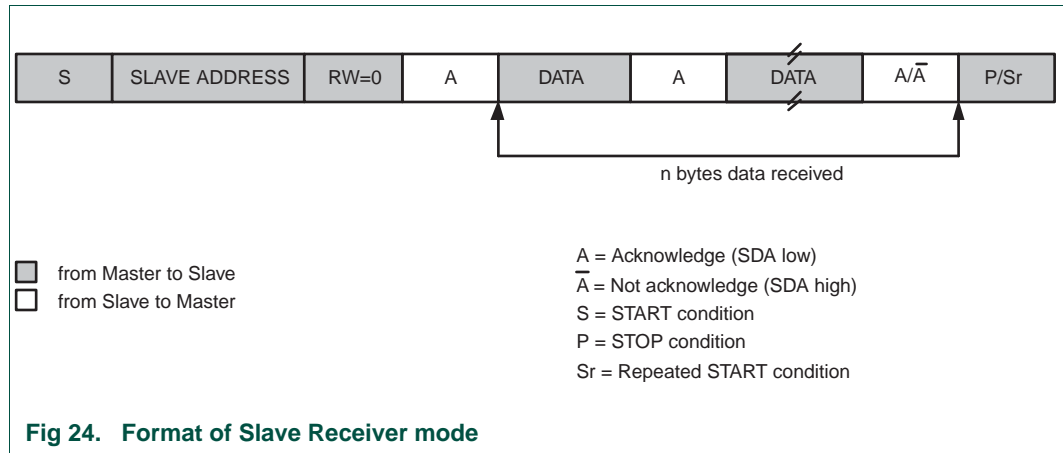 S SLAVE ADDRESS RW=0 A DATA A DATA A/A̅ P/Sr
n bytes data received
from Master to Slave
from Slave to Master
A = Acknowledge (SDA low)
A̅ = Not acknowledge (SDA high)
S = START condition
P = STOP condition
Sr = Repeated START condition
Fig 24. Format of Slave Receiver mode